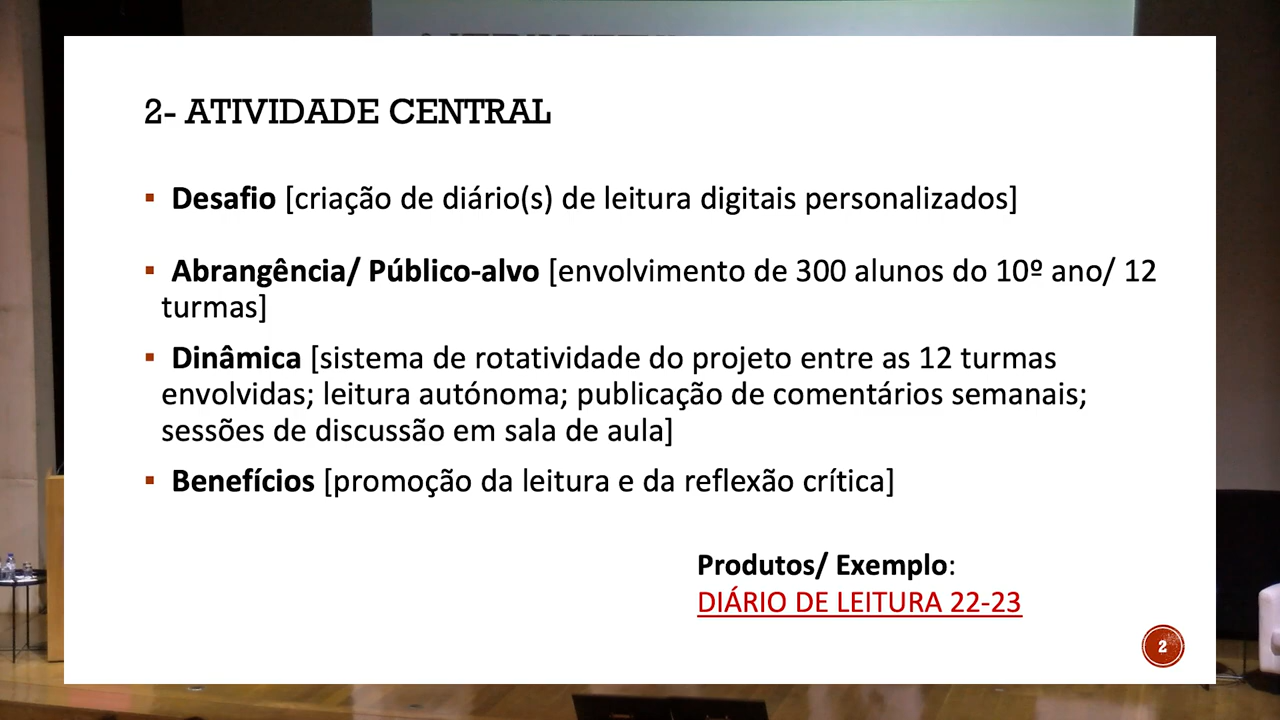 2- ATIVIDADE CENTRAL
▪ Desafio [criação de diário(s) de leitura digitais personalizados]
▪ Abrangência/ Público-alvo [envolvimento de 300 alunos do 10º ano/ 12
turmas]
▪ Dinâmica [sistema de rotatividade do projeto entre as 12 turmas
envolvidas; leitura autónoma; publicação de comentários semanais;
sessões de discussão em sala de aula]
▪ Benefícios [promoção da leitura e da reflexão crítica]
Produtos/ Exemplo:
DIÁRIO DE LEITURA 22-23
2